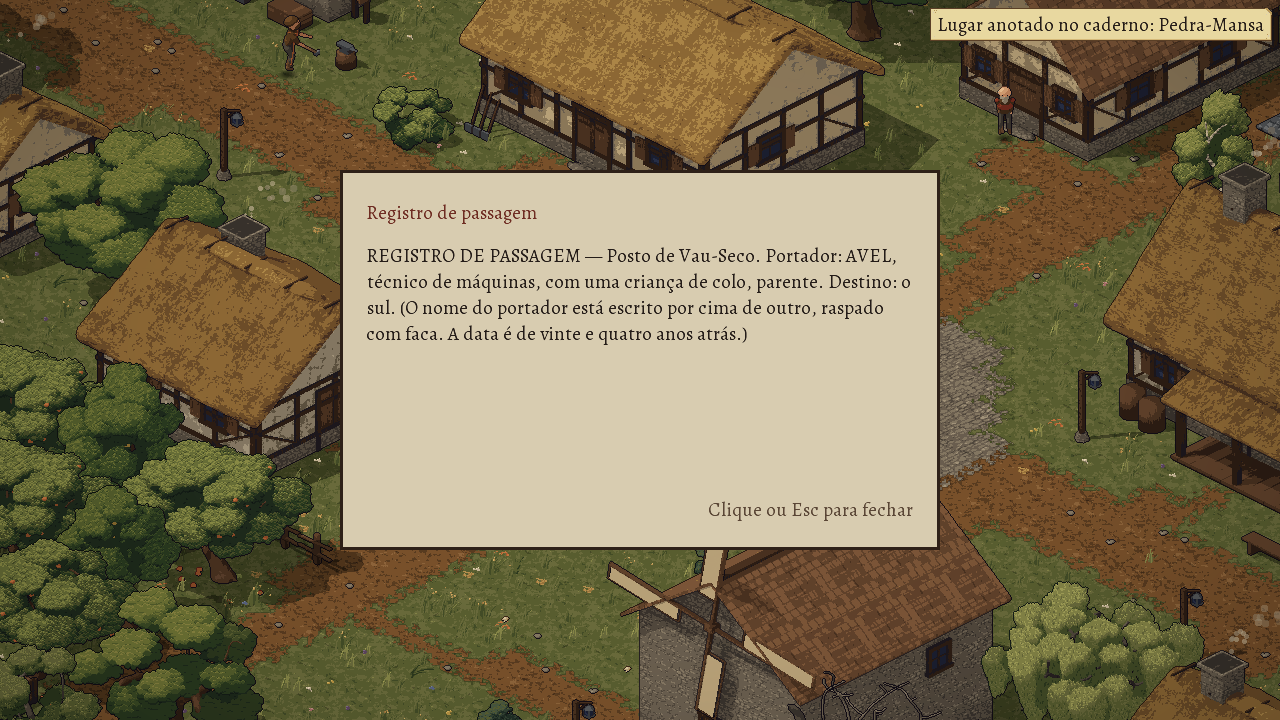 Lugar anotado no caderno: Pedra-Mansa
Registro de passagem
REGISTRO DE PASSAGEM — Posto de Vau-Seco. Portador: AVEL,
técnico de máquinas, com uma criança de colo, parente. Destino: o
sul. (O nome do portador está escrito por cima de outro, raspado
com faca. A data é de vinte e quatro anos atrás.)
Clique ou Esc para fechar